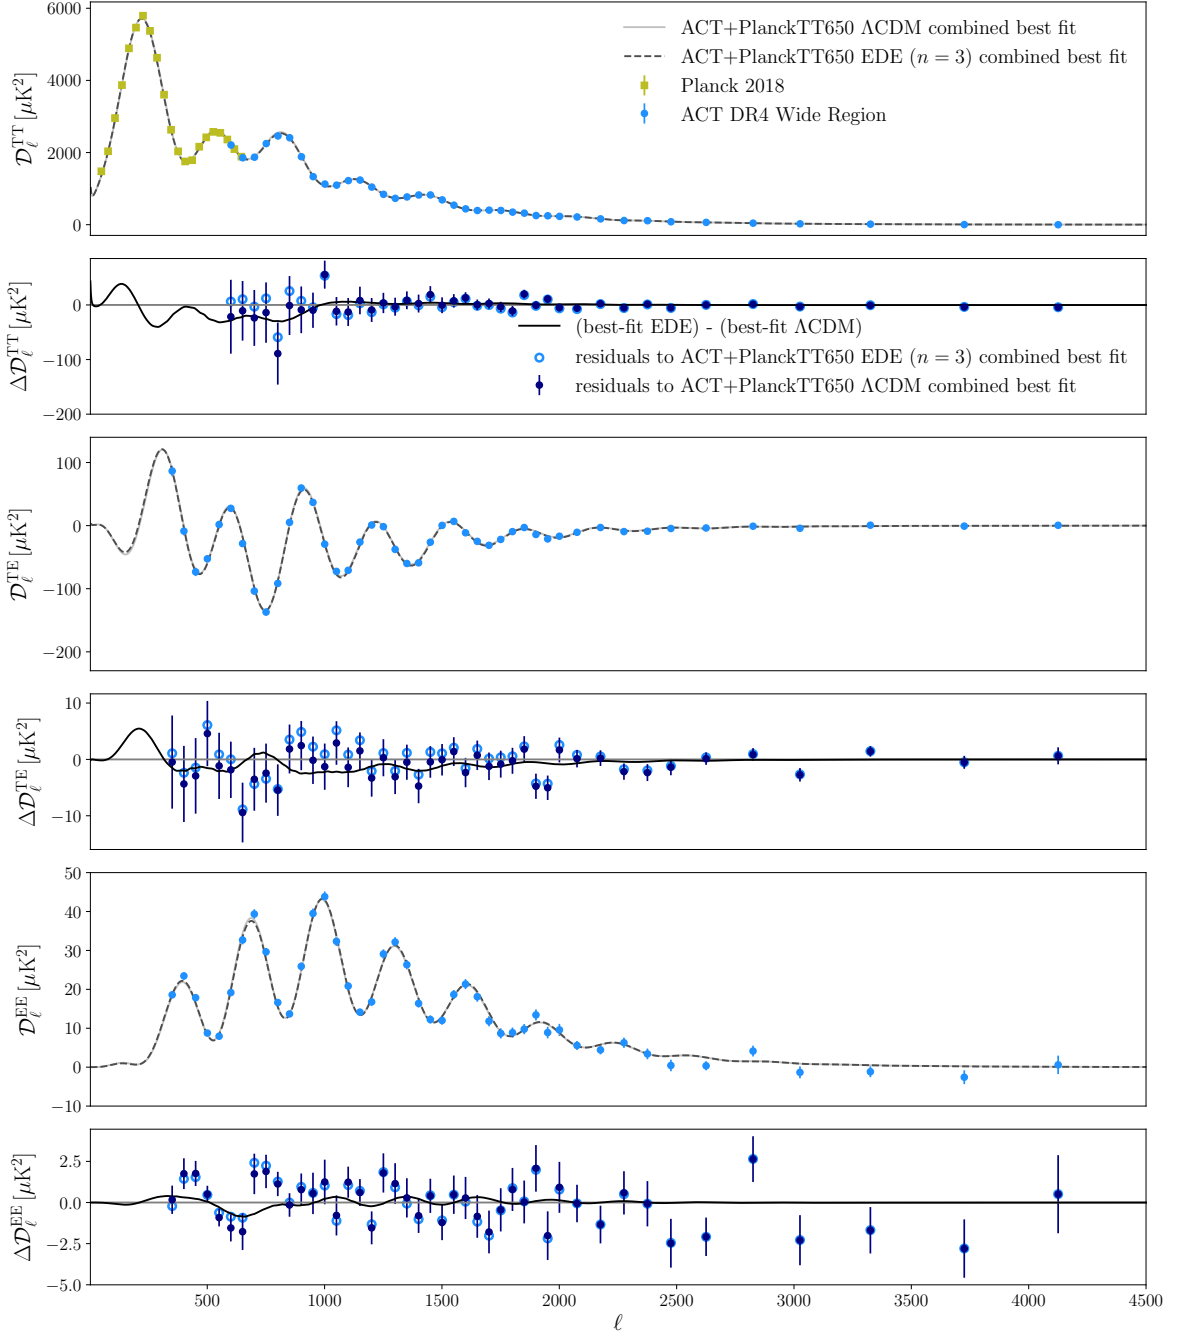 6000
4000
2000
0
𝒟ℓ^TT [μK²]
ACT+PlanckTT650 ΛCDM combined best fit
ACT+PlanckTT650 EDE (n = 3) combined best fit
Planck 2018
ACT DR4 Wide Region
0
−100
−200
Δ𝒟ℓ^TT [μK²]
(best-fit EDE) - (best-fit ΛCDM)
residuals to ACT+PlanckTT650 EDE (n = 3) combined best fit
residuals to ACT+PlanckTT650 ΛCDM combined best fit
100
0
−100
−200
𝒟ℓ^TE [μK²]
10
0
−10
Δ𝒟ℓ^TE [μK²]
50
40
30
20
10
0
−10
𝒟ℓ^EE [μK²]
2.5
0.0
−2.5
−5.0
Δ𝒟ℓ^EE [μK²]
500 1000 1500 2000 2500 3000 3500 4000 4500
ℓ